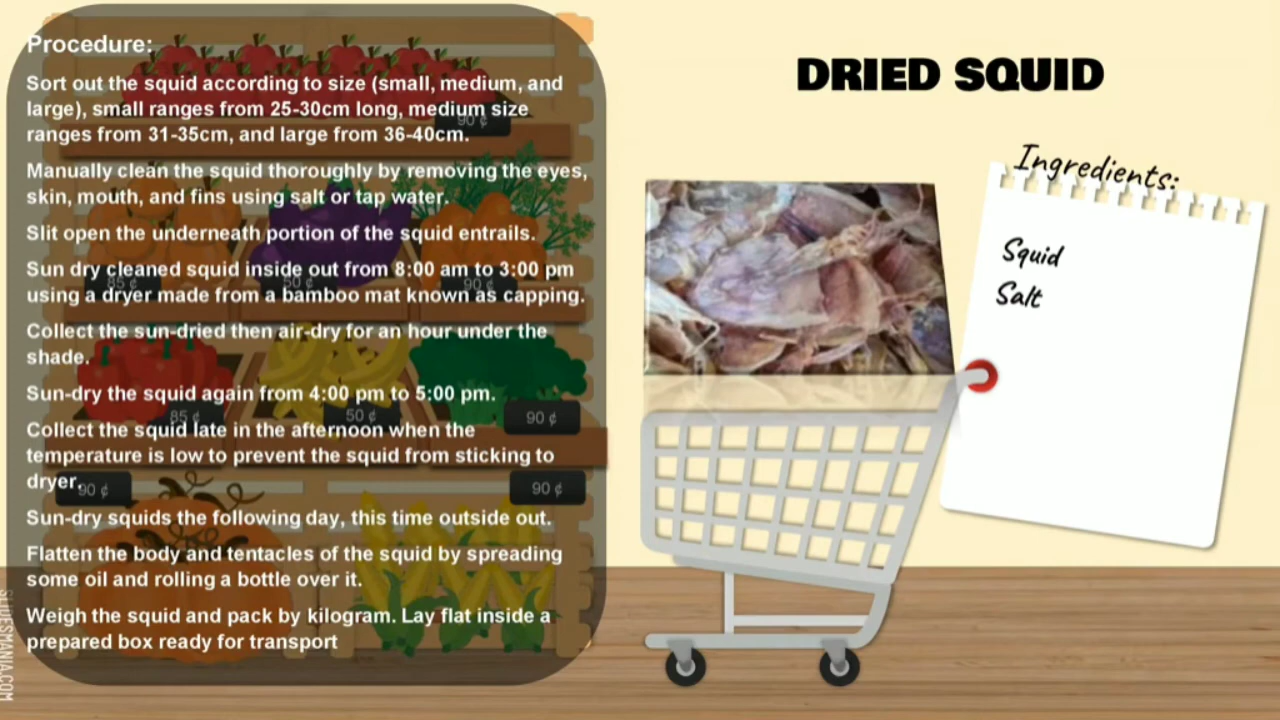 Procedure:
Sort out the squid according to size (small, medium, and
large), small ranges from 25-30cm long, medium size
ranges from 31-35cm, and large from 36-40cm.
Manually clean the squid thoroughly by removing the eyes,
skin, mouth, and fins using salt or tap water.
Slit open the underneath portion of the squid entrails.
Sun dry cleaned squid inside out from 8:00 am to 3:00 pm
using a dryer made from a bamboo mat known as capping.
Collect the sun-dried then air-dry for an hour under the
shade.
Sun-dry the squid again from 4:00 pm to 5:00 pm.
Collect the squid late in the afternoon when the
temperature is low to prevent the squid from sticking to
dryer.
Sun-dry squids the following day, this time outside out.
Flatten the body and tentacles of the squid by spreading
some oil and rolling a bottle over it.
Weigh the squid and pack by kilogram. Lay flat inside a
prepared box ready for transport
90 ¢
85 ¢
50 ¢
90 ¢
85 ¢
50 ¢
90 ¢
90 ¢
90 ¢
SLIDESMANIA.COM
DRIED SQUID
Ingredients:
Squid
Salt